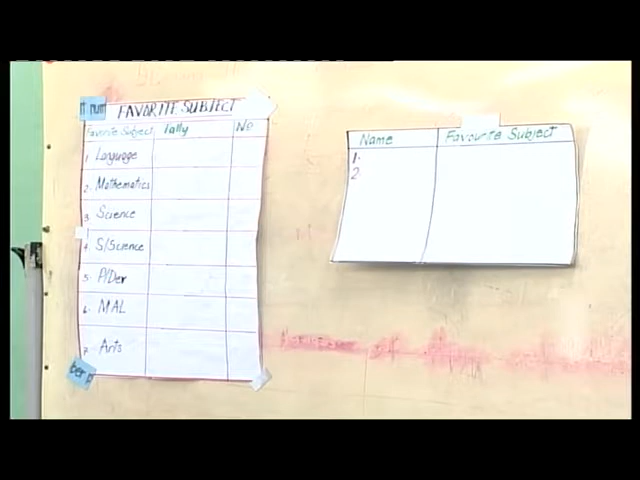 FAVORITE SUBJECT
Favorite Subject Tally No
1. Language
2. Mathematics
3. Science
4. S/Science
5. P/Der
6. MAL
7. Arts
Name Favourite Subject
1.
2.